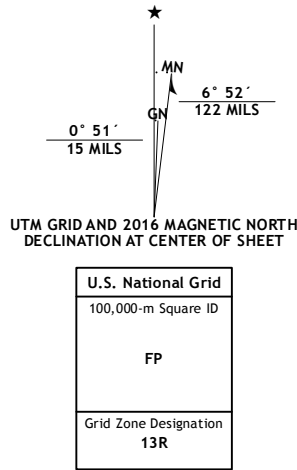 ★
MN
6° 52´
122 MILS
GN
0° 51´
15 MILS
UTM GRID AND 2016 MAGNETIC NORTH
DECLINATION AT CENTER OF SHEET
U.S. National Grid
100,000-m Square ID
FP
Grid Zone Designation
13R